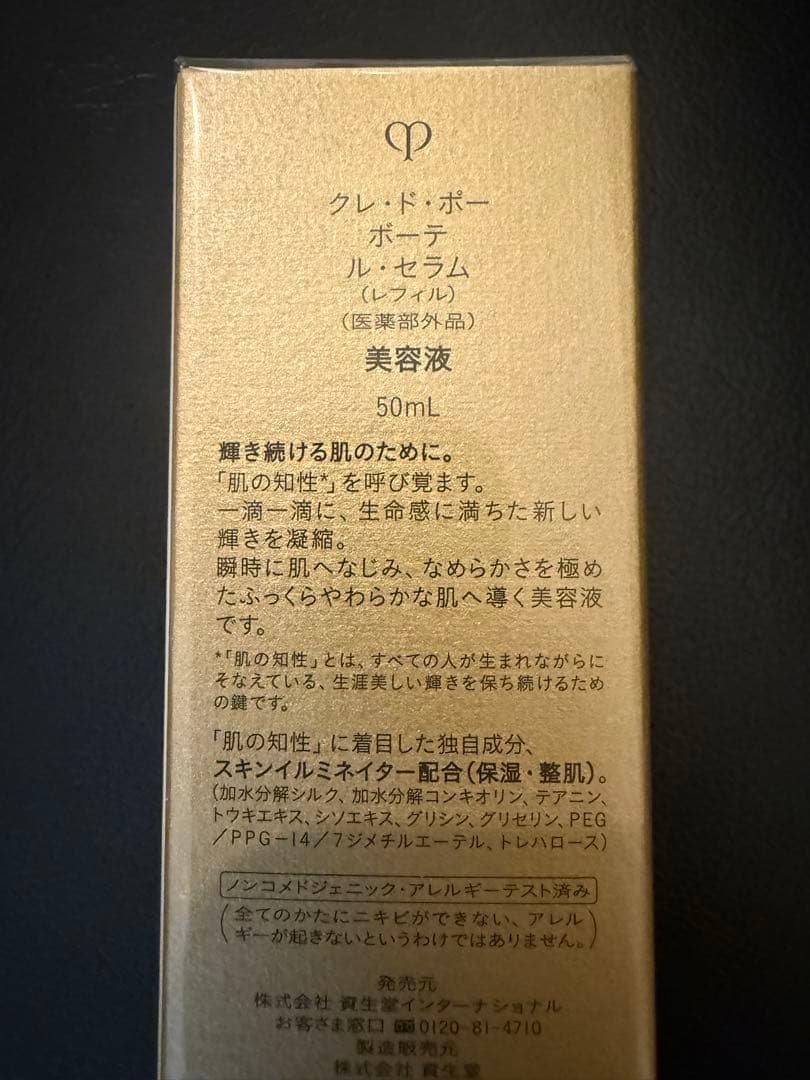 クレ・ド・ポー
ボーテ
ル・セラム
（レフィル）
（医薬部外品）
美容液
50mL
輝き続ける肌のために。
「肌の知性*」を呼び覚ます。
一滴一滴に、生命感に満ちた新しい
輝きを凝縮。
瞬時に肌へなじみ、なめらかさを極め
たふっくらやわらかな肌へ導く美容液
です。
*「肌の知性」とは、すべての人が生まれながらに
そなえている、生涯美しい輝きを保ち続けるため
の鍵です。
「肌の知性」に着目した独自成分、
スキンイルミネイター配合（保湿・整肌）。
（加水分解シルク、加水分解コンキオリン、テアニン、
トウキエキス、シソエキス、グリシン、グリセリン、PEG
/PPG-14/7ジメチルエーテル、トレハロース）
ノンコメドジェニック・アレルギーテスト済み
（全てのかたにニキビができない、アレル
ギーが起きないというわけではありません。）
発売元
株式会社 資生堂インターナショナル
お客さま窓口 0120-81-4710
製造販売元
株式会社 資生堂